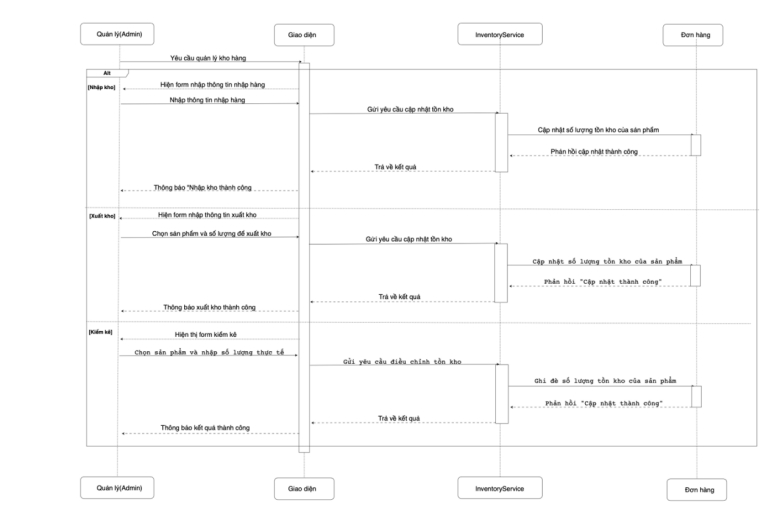 Quản lý(Admin)
Giao diện
InventoryService
Đơn hàng
Yêu cầu quản lý kho hàng
Alt
[Nhập kho]
Hiện form nhập thông tin nhập hàng
Nhập thông tin nhập hàng
Gửi yêu cầu cập nhật tồn kho
Cập nhật số lượng tồn kho của sản phẩm
Phản hồi cập nhật thành công
Trả về kết quả
Thông báo "Nhập kho thành công
[Xuất kho]
Hiện form nhập thông tin xuất kho
Chọn sản phẩm và số lượng để xuất kho
Gửi yêu cầu cập nhật tồn kho
Cập nhật số lượng tồn kho của sản phẩm
Phản hồi "Cập nhật thành công"
Trả về kết quả
Thông báo xuất kho thành công
[Kiểm kê]
Hiện thị form kiểm kê
Chọn sản phẩm và nhập số lượng thực tế
Gửi yêu cầu điều chỉnh tồn kho
Ghi đè số lượng tồn kho của sản phẩm
Phản hồi "Cập nhật thành công"
Trả về kết quả
Thông báo kết quả thành công
Quản lý(Admin)
Giao diện
InventoryService
Đơn hàng